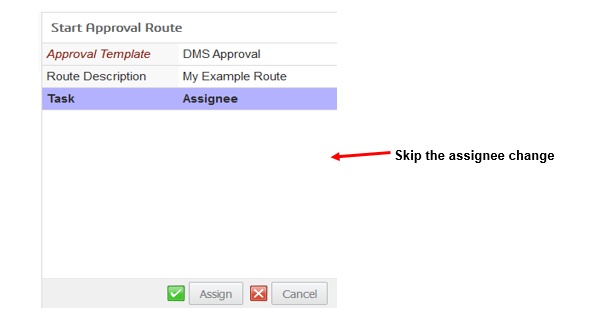 Start Approval Route
Approval Template DMS Approval
Route Description My Example Route
Task Assignee
Skip the assignee change
Assign Cancel